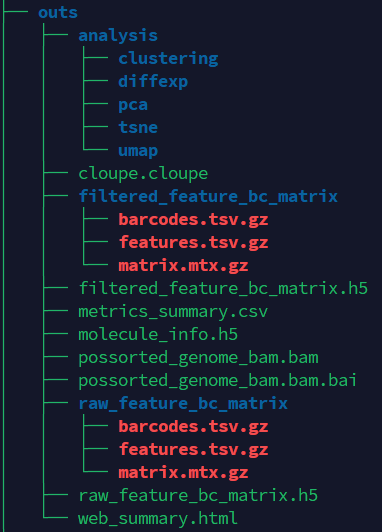 outs
analysis
clustering
diffexp
pca
tsne
umap
cloupe.cloupe
filtered_feature_bc_matrix
barcodes.tsv.gz
features.tsv.gz
matrix.mtx.gz
filtered_feature_bc_matrix.h5
metrics_summary.csv
molecule_info.h5
possorted_genome_bam.bam
possorted_genome_bam.bam.bai
raw_feature_bc_matrix
barcodes.tsv.gz
features.tsv.gz
matrix.mtx.gz
raw_feature_bc_matrix.h5
web_summary.html